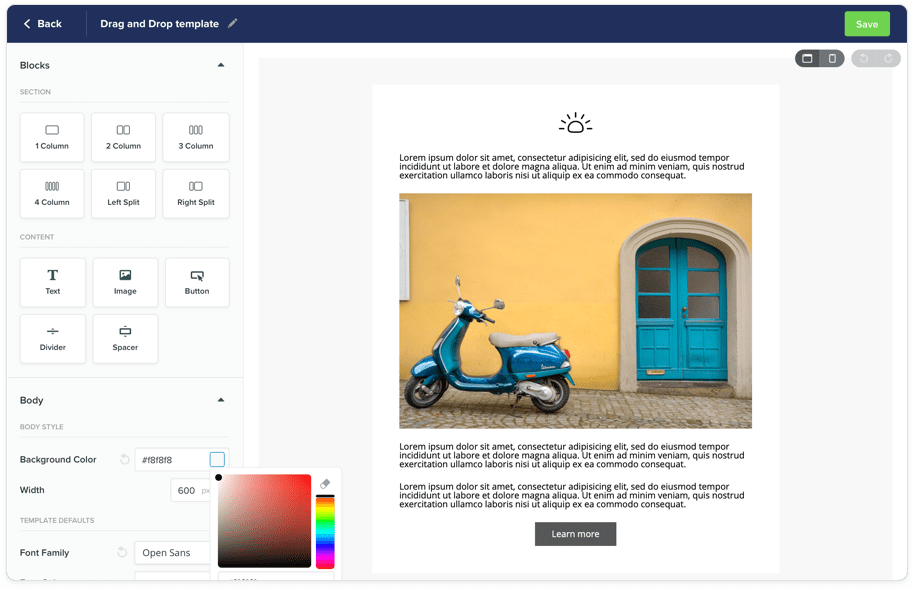 Back
Drag and Drop template
Save
Blocks
SECTION
1 Column
2 Column
3 Column
4 Column
Left Split
Right Split
CONTENT
T
Text
Image
Button
Divider
Spacer
Body
BODY STYLE
Background Color
#f8f8f8
Width
600 px
TEMPLATE DEFAULTS
Font Family
Open Sans
Lorem ipsum dolor sit amet, consectetur adipisicing elit, sed do eiusmod tempor
incididunt ut labore et dolore magna aliqua. Ut enim ad minim veniam, quis nostrud
exercitation ullamco laboris nisi ut aliquip ex ea commodo consequat.
Lorem ipsum dolor sit amet, consectetur adipisicing elit, sed do eiusmod tempor
incididunt ut labore et dolore magna aliqua. Ut enim ad minim veniam, quis nostrud
exercitation ullamco laboris nisi ut aliquip ex ea commodo consequat.
Lorem ipsum dolor sit amet, consectetur adipisicing elit, sed do eiusmod tempor
incididunt ut labore et dolore magna aliqua. Ut enim ad minim veniam, quis nostrud
exercitation ullamco laboris nisi ut aliquip ex ea commodo consequat.
Learn more